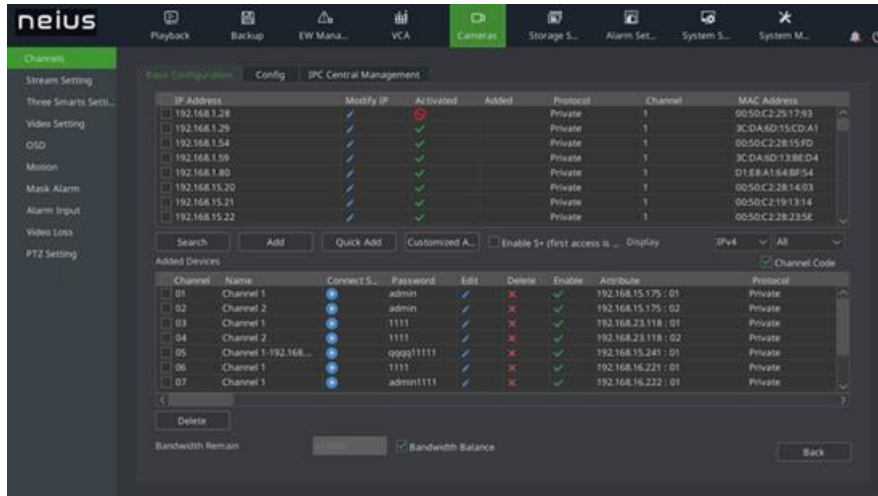 neius
Playback Backup EW Mana... VCA Cameras Storage S... Alarm Set... System S... System M...
Channels
Stream Setting
Three Smarts Setti...
Video Setting
OSD
Motion
Mask Alarm
Alarm Input
Video Loss
PTZ Setting
Basic Configuration Config IPC Central Management
IP Address Modify IP Activated Added Protocol Channel MAC Address
192.168.1.28 Private 1 00:50:C2:25:17:93
192.168.1.29 Private 1 3C:DA:6D:15:CD:A1
192.168.1.54 Private 1 00:50:C2:28:15:FD
192.168.1.59 Private 1 3C:DA:6D:13:BE:D4
192.168.1.80 Private 1 D1:E8:A1:64:BF:54
192.168.15.20 Private 1 00:50:C2:28:14:03
192.168.15.21 Private 1 00:50:C2:19:13:14
192.168.15.22 Private 1 00:50:C2:28:23:5E
Search Add Quick Add Customized A... Enable S+ (first access is ... Display IPv4 All
Added Devices Channel Code
Channel Name Connect S... Password Edit Delete Enable Attribute Protocol
01 Channel 1 admin 192.168.15.175 : 01 Private
02 Channel 2 admin 192.168.15.175 : 02 Private
03 Channel 1 1111 192.168.23.118 : 01 Private
04 Channel 2 1111 192.168.23.118 : 02 Private
05 Channel 1-192.168.... qqqq11111 192.168.15.241 : 01 Private
06 Channel 1 1111 192.168.16.221 : 01 Private
07 Channel 1 admin1111 192.168.16.222 : 01 Private
Delete
Bandwidth Remain Bandwidth Balance
Back